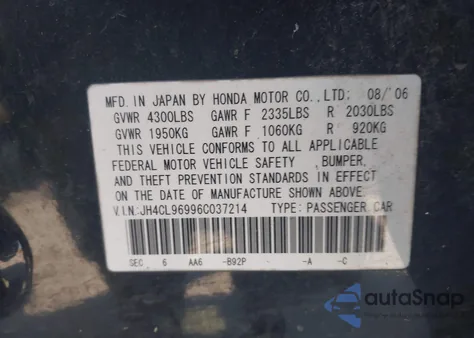 MFD. IN JAPAN BY HONDA MOTOR CO., LTD: 08/'06
GVWR 4300LBS GAWR F 2335LBS R 2030LBS
GVWR 1950KG GAWR F 1060KG R 920KG
THIS VEHICLE CONFORMS TO ALL APPLICABLE
FEDERAL MOTOR VEHICLE SAFETY ,BUMPER,
AND THEFT PREVENTION STANDARDS IN EFFECT
ON THE DATE OF MANUFACTURE SHOWN ABOVE
V.I.N:JH4CL96996C037214 TYPE: PASSENGER CAR
SEC 6 AA6 -B92P - -A -C
autoSnap